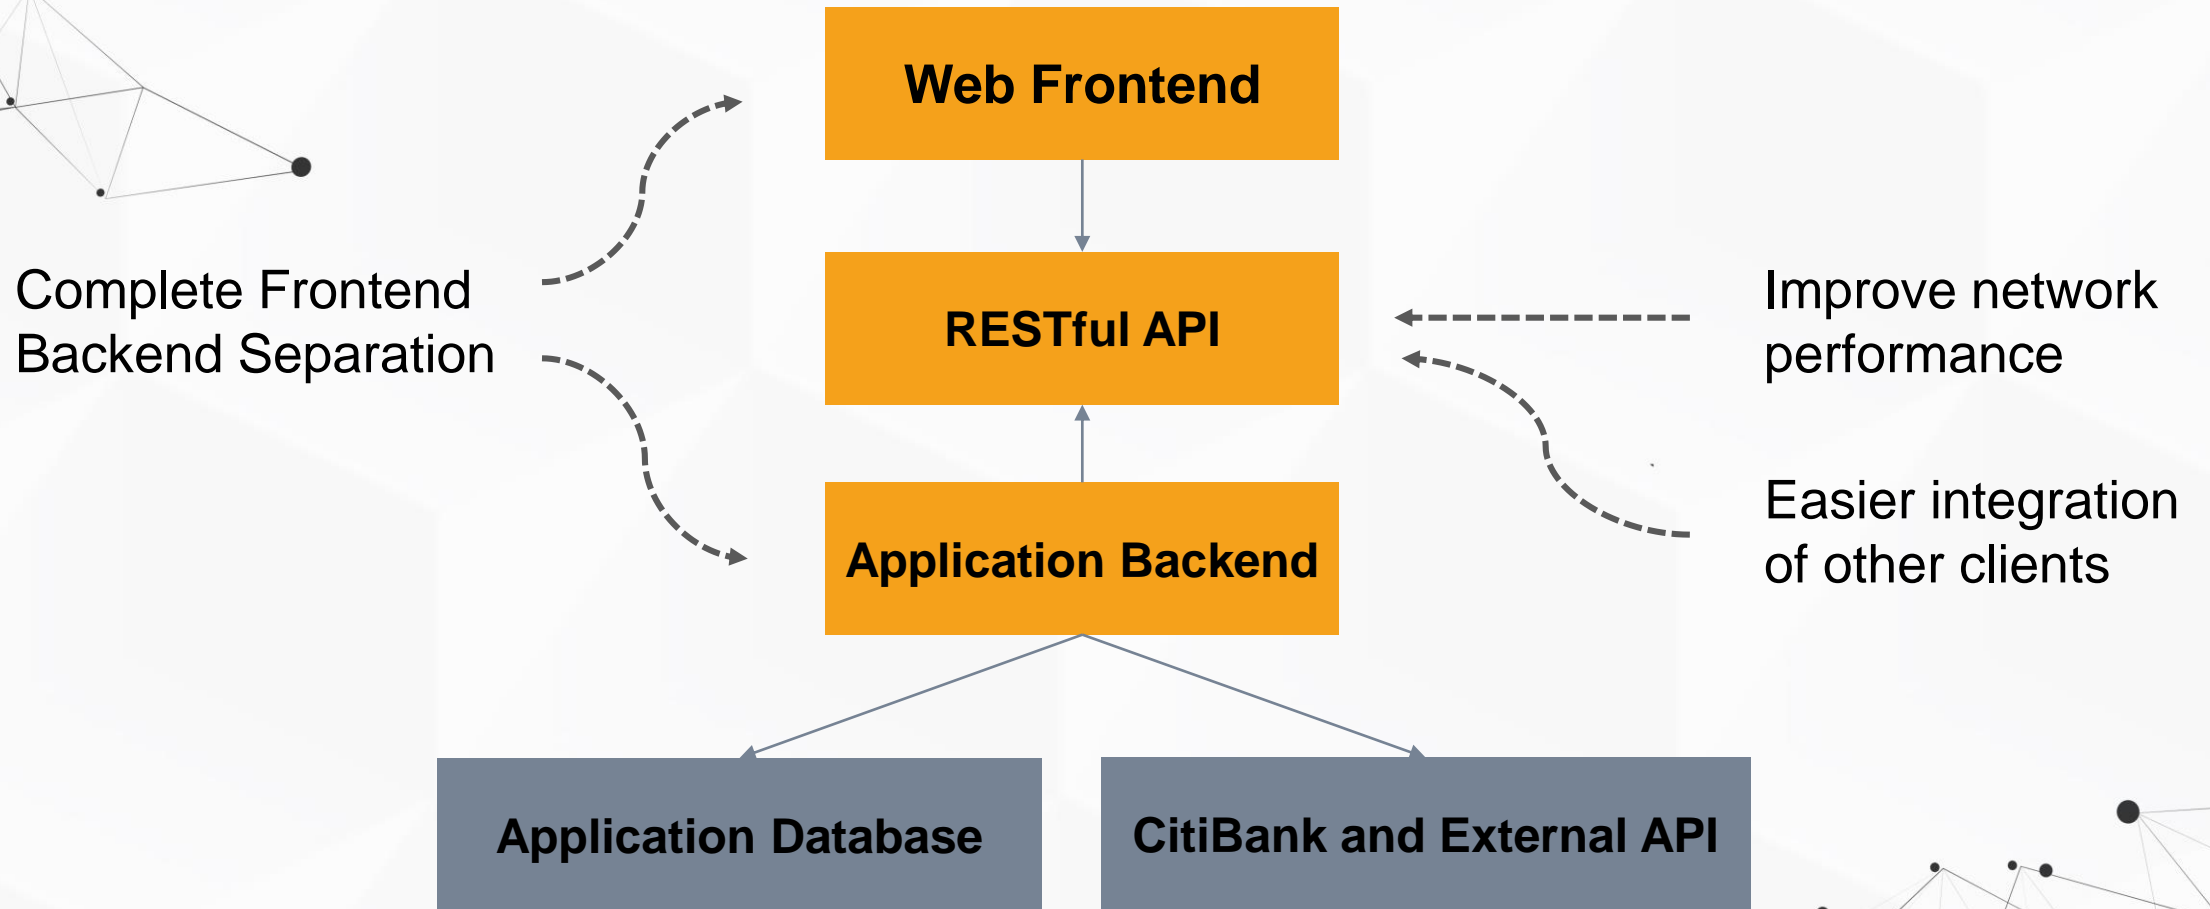 Web Frontend
Complete Frontend
Backend Separation
RESTful API
Improve network
performance
Application Backend
Easier integration
of other clients
Application Database
CitiBank and External API